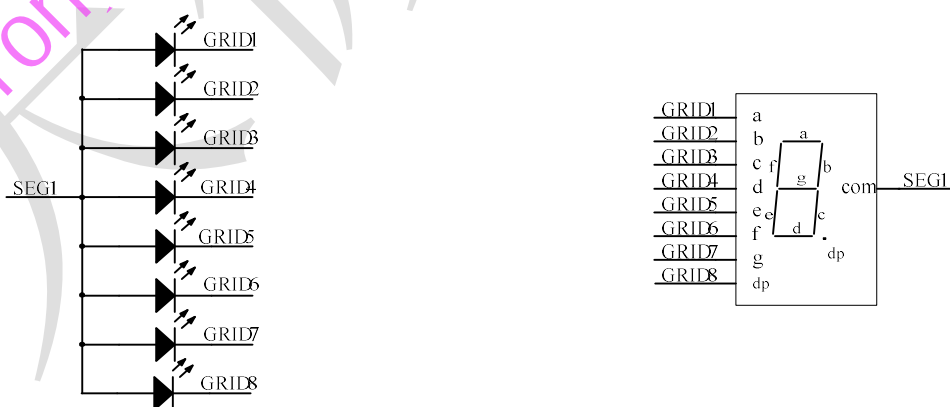 GRID1
GRID2
GRID3
SEG1
GRID4
GRID5
GRID6
GRID7
GRID8
GRID1 a
GRID2 b
GRID3 c
GRID4 d
GRID5 e
GRID6 f
GRID7 g
GRID8 dp
a
f b
g
e c
d
dp
com SEG1